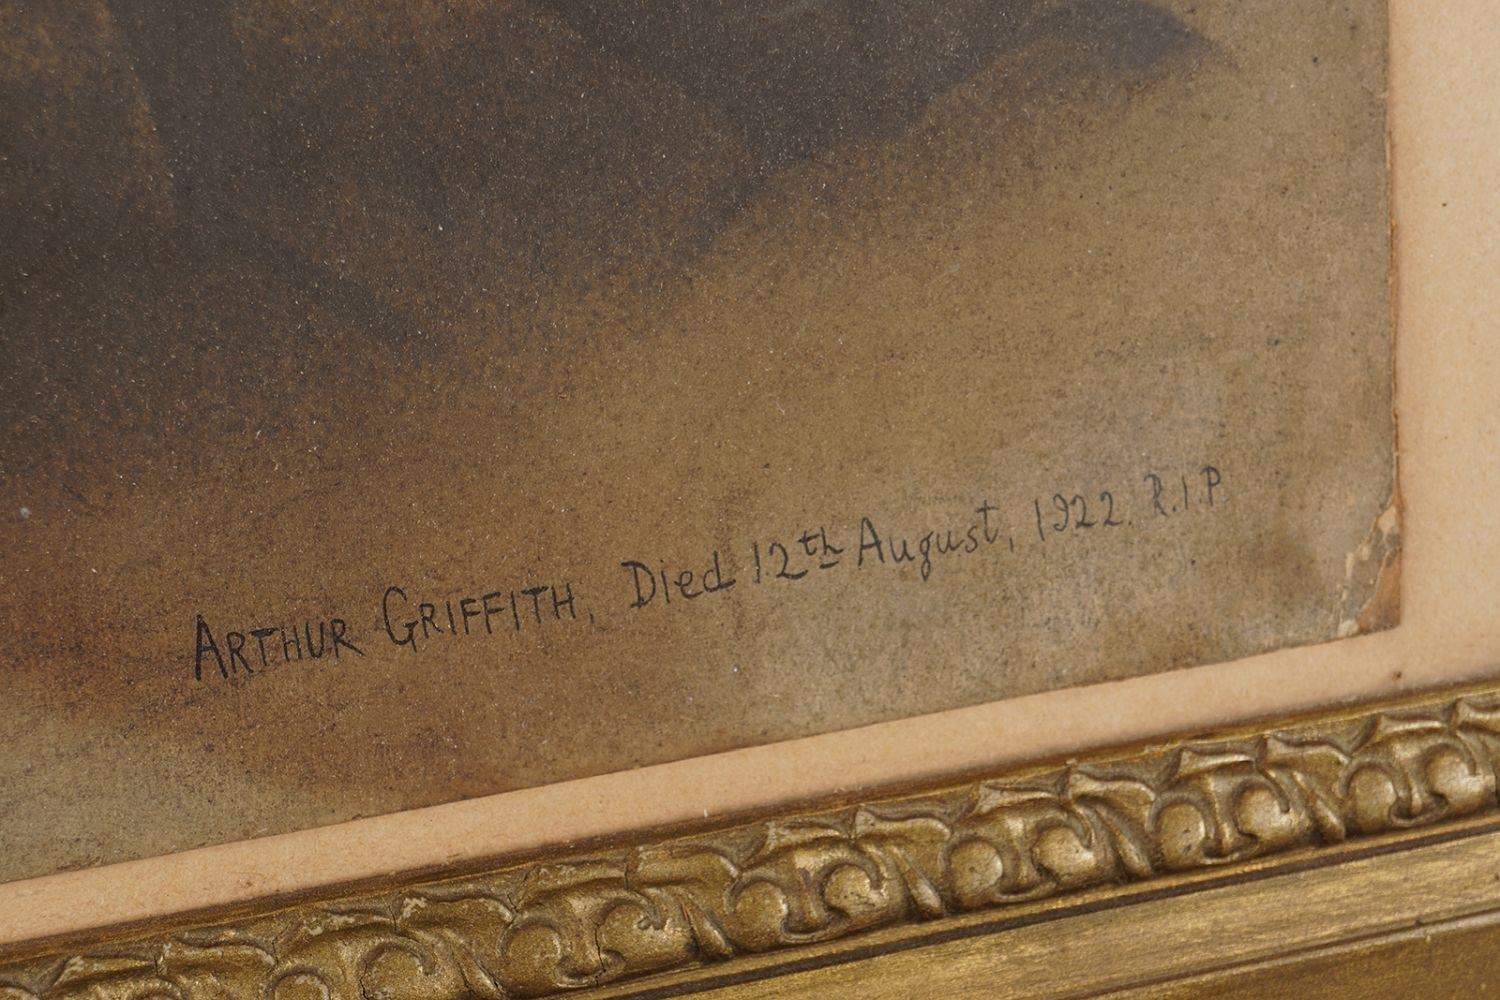 ARTHUR GRIFFITH, Died 12th August, 1922. R.I.P